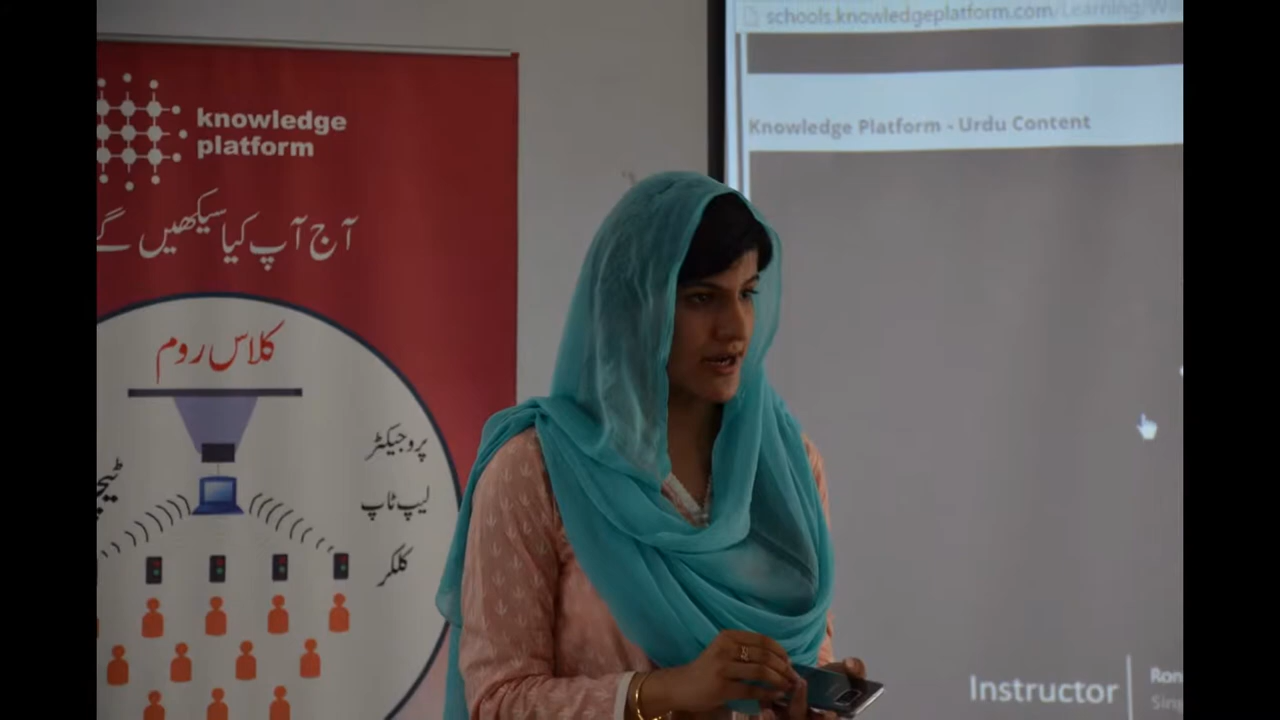 knowledge
platform
آج آپ کیا سیکھیں گے
کلاس روم
پروجیکٹر
لیپ ٹاپ
کلکر
schools.knowledgeplatform.com/Learning/
Knowledge Platform - Urdu Content
Instructor